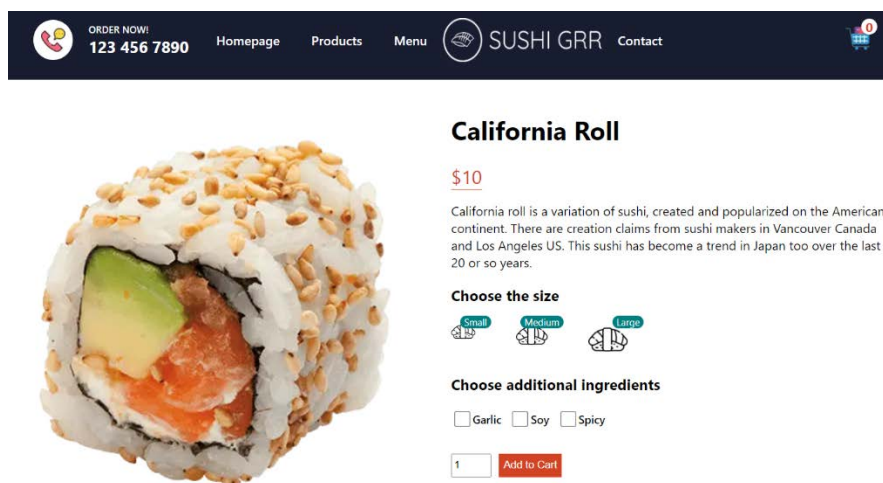 ORDER NOW!
123 456 7890
Homepage
Products
Menu
SUSHI GRR
Contact
0
California Roll
$10
California roll is a variation of sushi, created and popularized on the American
continent. There are creation claims from sushi makers in Vancouver Canada
and Los Angeles US. This sushi has become a trend in Japan too over the last
20 or so years.
Choose the size
Small
Medium
Large
Choose additional ingredients
Garlic
Soy
Spicy
1
Add to Cart